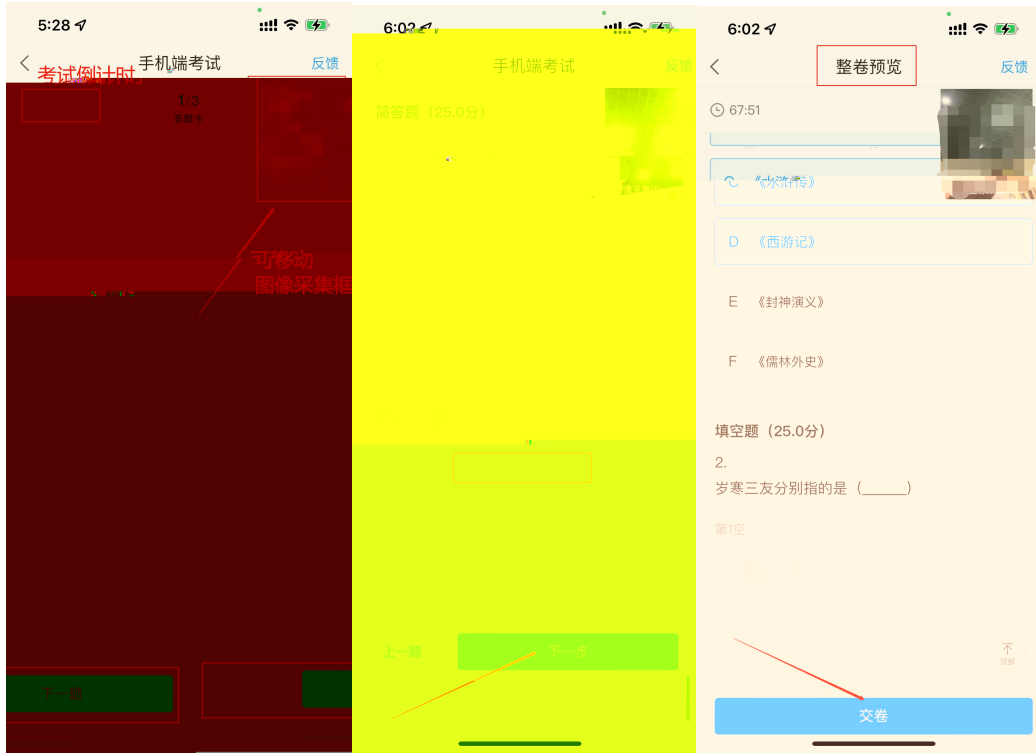 5:28
手机端考试
反馈
考试倒计时
1/3
答题卡
可移动
图像采集框
下一题
6:02
手机端考试
反馈
简答题（25.0分）
上一题
下一步
6:02
整卷预览
反馈
67:51
C 《水浒传》
D 《西游记》
E 《封神演义》
F 《儒林外史》
填空题（25.0分）
2.
岁寒三友分别指的是（______）
第1空
顶部
交卷